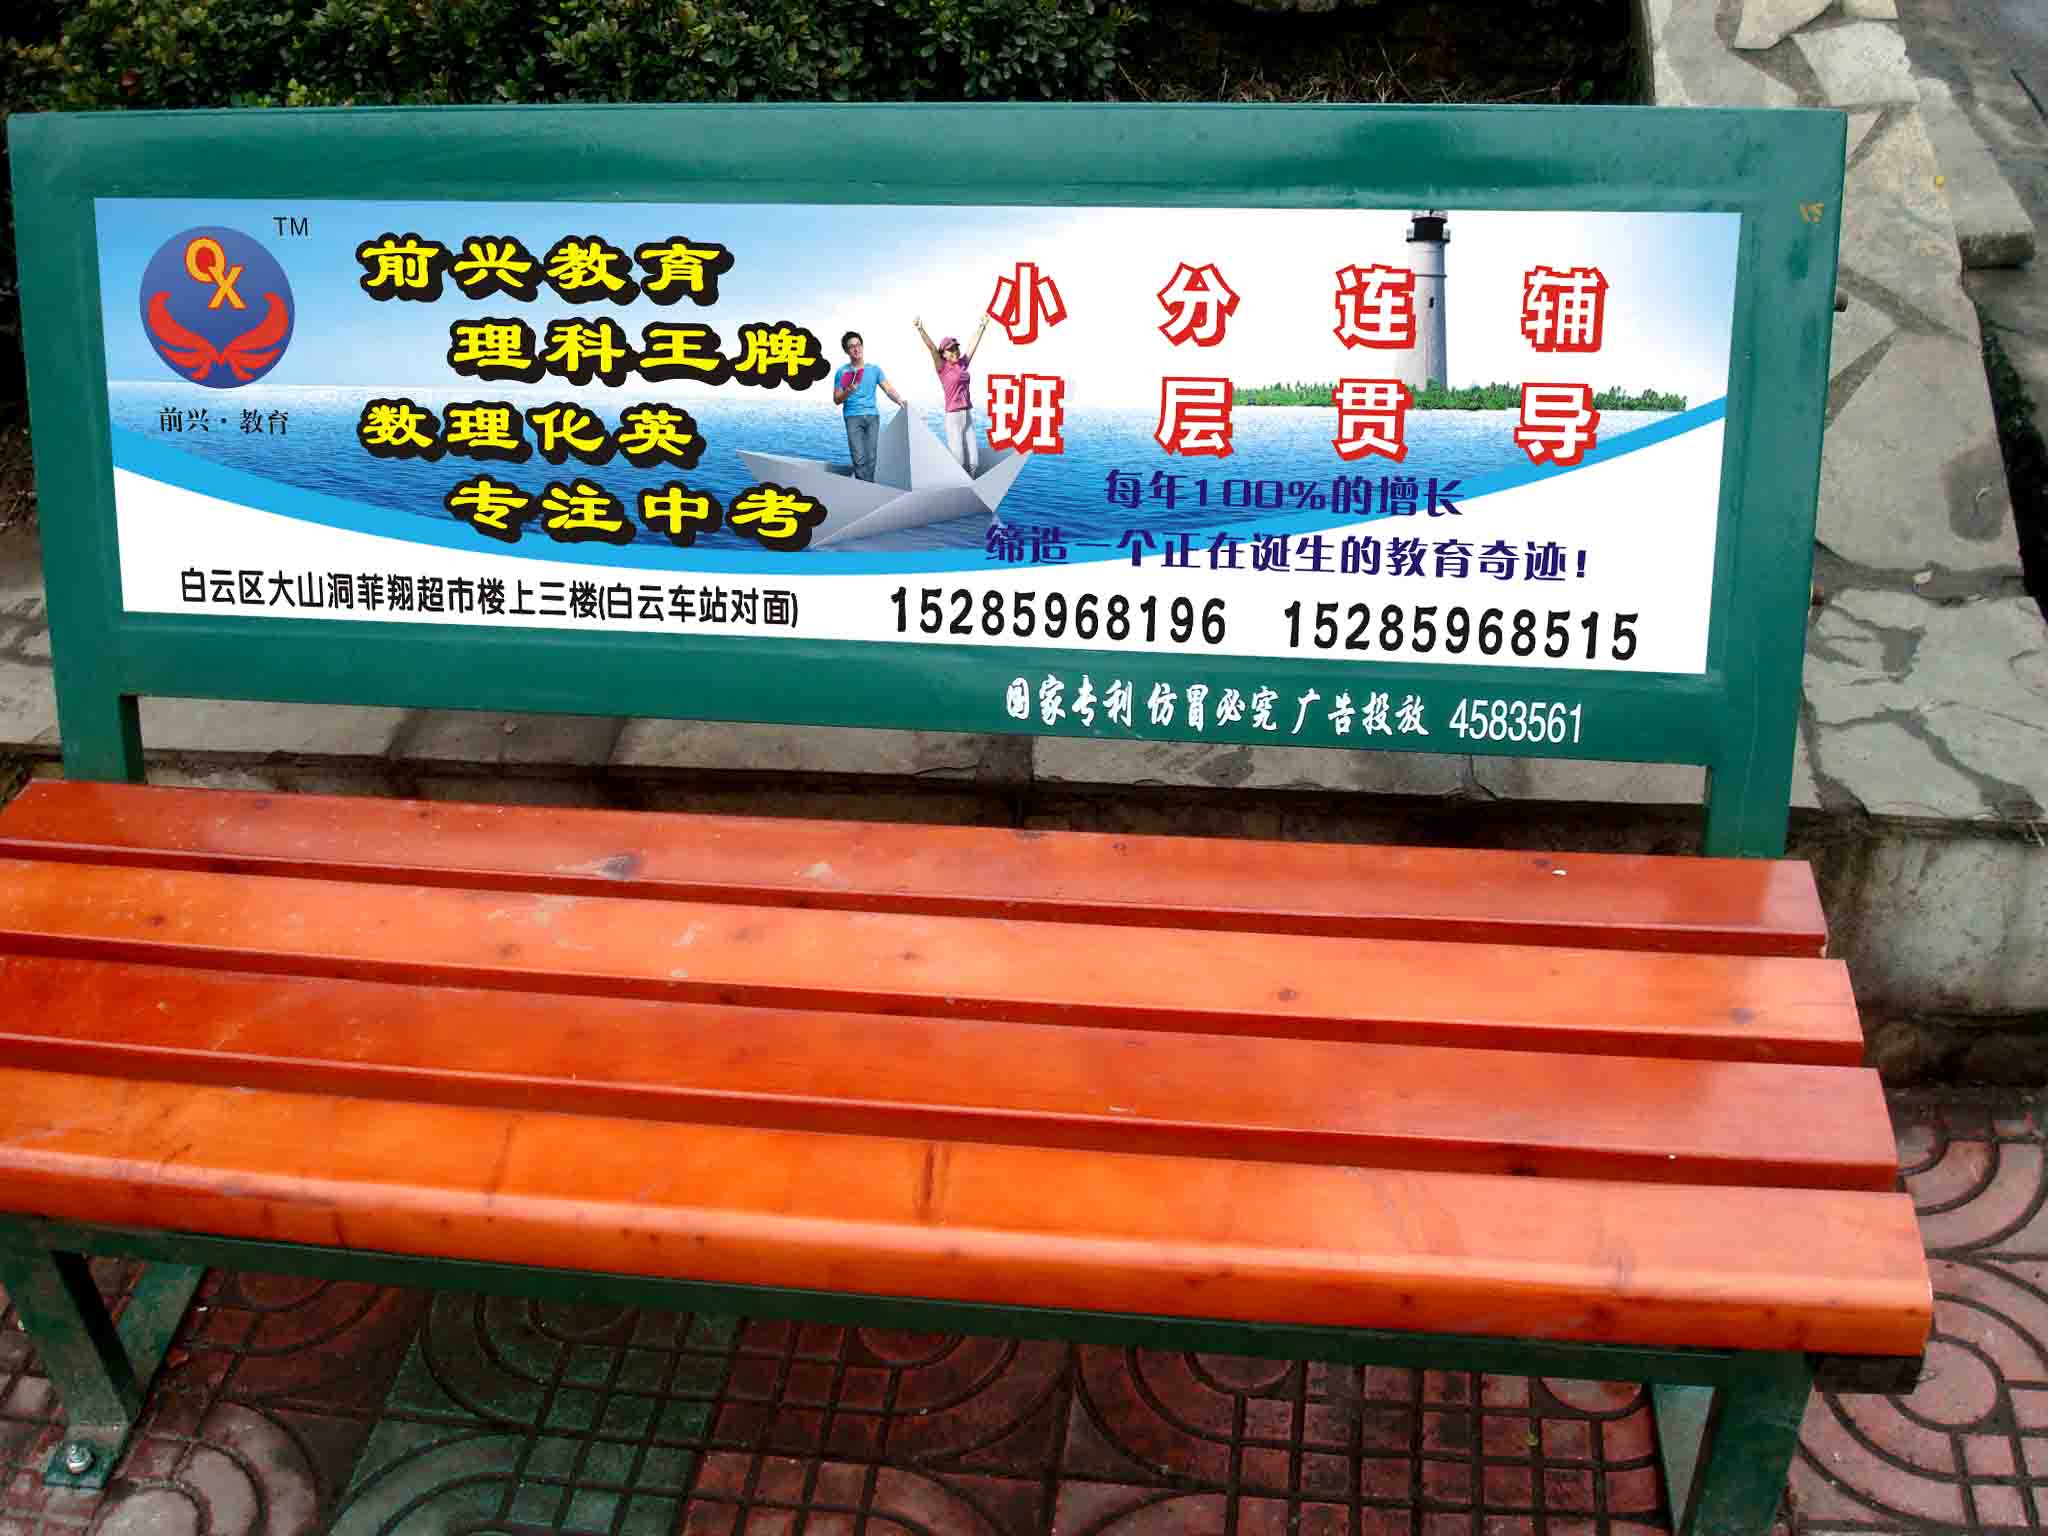 QX
TM
前兴·教育
前兴教育
理科王牌
数理化英
专注中考
小 分 连 辅
班 层 贯 导
每年100%的增长
缔造一个正在诞生的教育奇迹!
白云区大山洞菲翔超市楼上三楼(白云车站对面)
15285968196 15285968515
国家专利 仿冒必究 广告投放 4583561